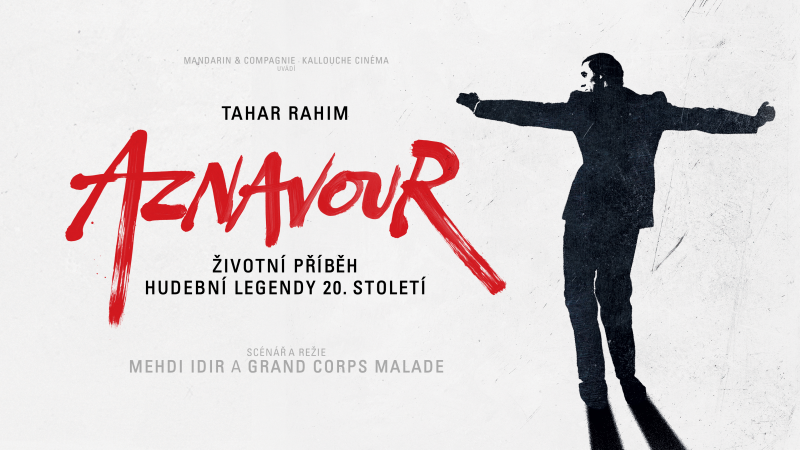 MANDARIN & COMPAGNIE KALLOUCHE CINÉMA
UVÁDÍ
TAHAR RAHIM
AZNAVOUR
ŽIVOTNÍ PŘÍBĚH
HUDEBNÍ LEGENDY 20. STOLETÍ
SCÉNÁŘ A REŽIE
MEHDI IDIR A GRAND CORPS MALADE